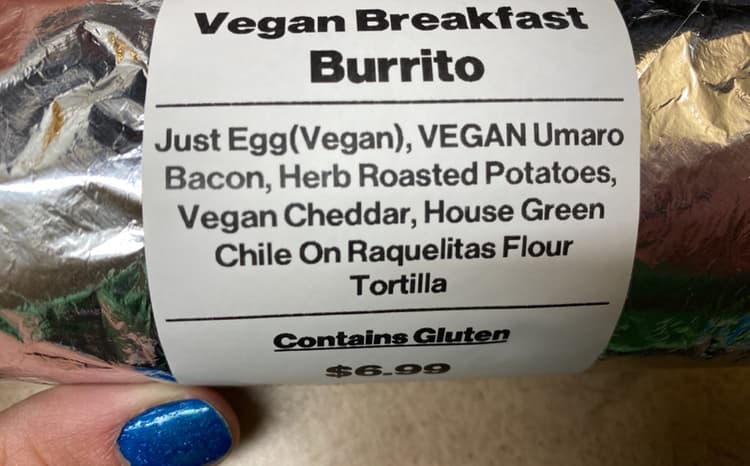 Vegan Breakfast
Burrito
Just Egg(Vegan), VEGAN Umaro
Bacon, Herb Roasted Potatoes,
Vegan Cheddar, House Green
Chile On Raquelitas Flour
Tortilla
Contains Gluten
$6.99